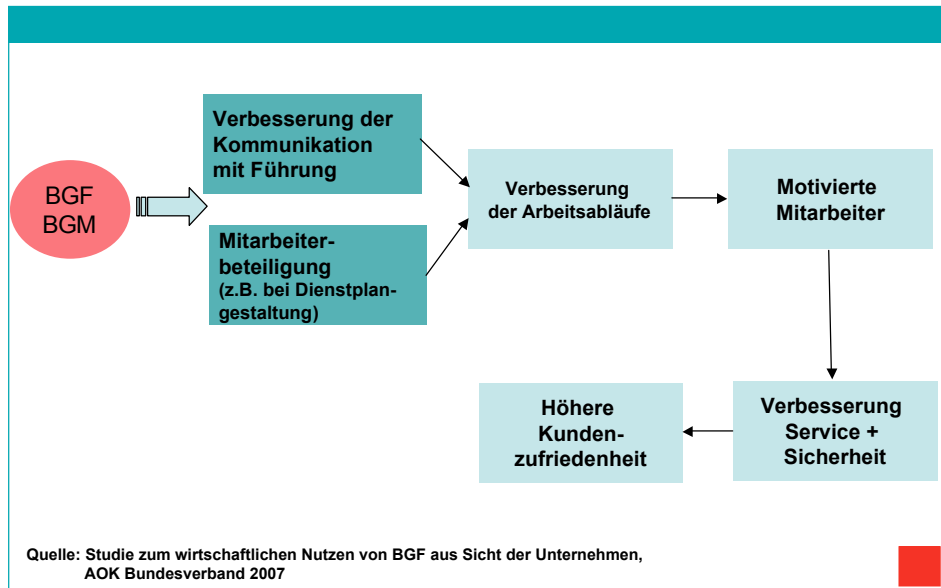 BGF
BGM
Verbesserung der
Kommunikation
mit Führung
Mitarbeiter-
beteiligung
(z.B. bei Dienstplan-
gestaltung)
Verbesserung
der Arbeitsabläufe
Motivierte
Mitarbeiter
Verbesserung
Service +
Sicherheit
Höhere
Kunden-
zufriedenheit
Quelle: Studie zum wirtschaftlichen Nutzen von BGF aus Sicht der Unternehmen,
AOK Bundesverband 2007